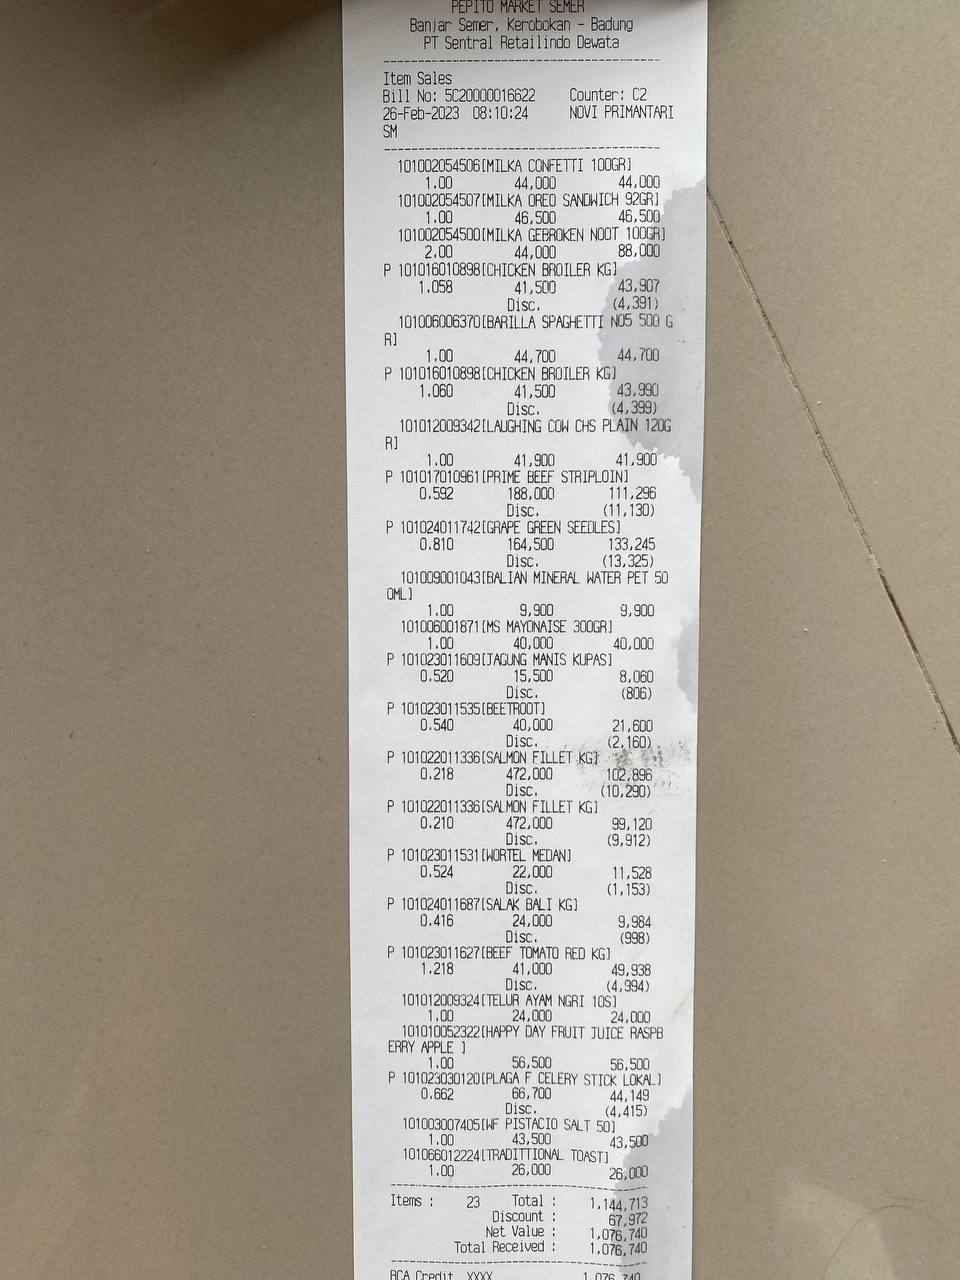 PEPITO MARKET SEMER
Banjar Semer, Kerobokan - Badung
PT Sentral Retailindo Dewata
Item Sales
Bill No: 5C20000016622 Counter: C2
26-Feb-2023 08:10:24 NOVI PRIMANTARI
SM
101002054506[MILKA CONFETTI 100GR]
1.00 44,000 44,000
101002054507[MILKA OREO SANDWICH 92GR]
1.00 46,500 46,500
101002054500[MILKA GEBROKEN NOOT 100GR]
2.00 44,000 88,000
P 101016010898[CHICKEN BROILER KG]
1.058 41,500 43,907
Disc. (4,391)
101006006370[BARILLA SPAGHETTI NO5 500 G
R]
1.00 44,700 44,700
P 101016010898[CHICKEN BROILER KG]
1.060 41,500 43,990
Disc. (4,399)
101012009342[LAUGHING COW CHS PLAIN 120G
R]
1.00 41,900 41,900
P 101017010961[PRIME BEEF STRIPLOIN]
0.592 188,000 111,296
Disc. (11,130)
P 101024011742[GRAPE GREEN SEEDLES]
0.810 164,500 133,245
Disc. (13,325)
101009001043[BALIAN MINERAL WATER PET 50
0ML]
1.00 9,900 9,900
101006001871[MS MAYONAISE 300GR]
1.00 40,000 40,000
P 101023011609[JAGUNG MANIS KUPAS]
0.520 15,500 8,060
Disc. (806)
P 101023011535[BEETROOT]
0.540 40,000 21,600
Disc. (2,160)
P 101022011336[SALMON FILLET KG]
0.218 472,000 102,896
Disc. (10,290)
P 101022011336[SALMON FILLET KG]
0.210 472,000 99,120
Disc. (9,912)
P 101023011531[WORTEL MEDAN]
0.524 22,000 11,528
Disc. (1,153)
P 101024011687[SALAK BALI KG]
0.416 24,000 9,984
Disc. (998)
P 101023011627[BEEF TOMATO RED KG]
1.218 41,000 49,938
Disc. (4,994)
101012009324[TELUR AYAM NGRI 10S]
1.00 24,000 24,000
101010052322[HAPPY DAY FRUIT JUICE RASPB
ERRY APPLE ]
1.00 56,500 56,500
P 101023030120[PLAGA F CELERY STICK LOKAL]
0.662 66,700 44,149
Disc. (4,415)
101003007405[WF PISTACIO SALT 50]
1.00 43,500 43,500
101066012224[TRADITTIONAL TOAST]
1.00 26,000 26,000
Items : 23 Total : 1,144,713
Discount : 67,972
Net Value : 1,076,740
Total Received : 1,076,740
BCA Credit XXXX 1,076,740